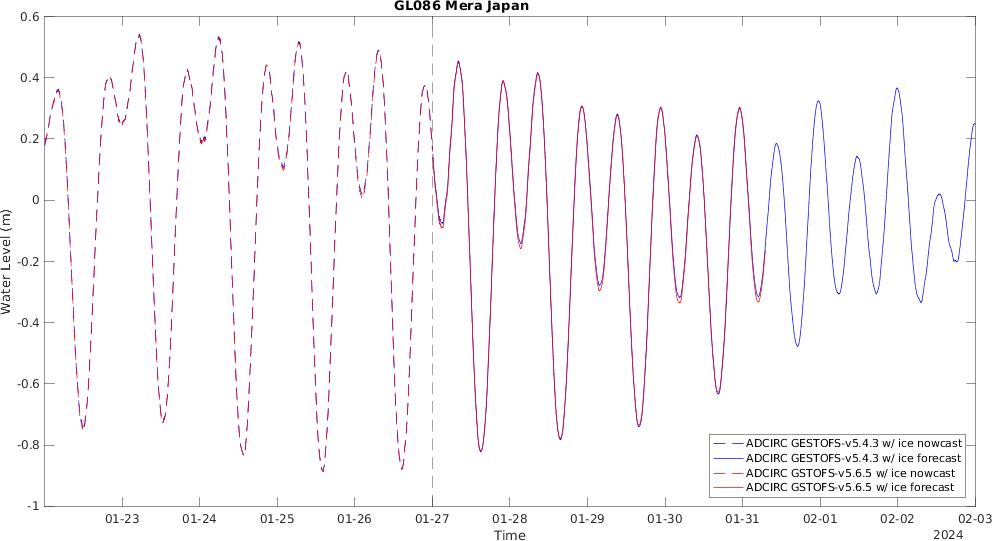 GL086 Mera Japan
Water Level (m)
0.6
0.4
0.2
0
-0.2
-0.4
-0.6
-0.8
-1
ADCIRC GESTOFS-v5.4.3 w/ ice nowcast
ADCIRC GESTOFS-v5.4.3 w/ ice forecast
ADCIRC GSTOFS-v5.6.5 w/ ice nowcast
ADCIRC GSTOFS-v5.6.5 w/ ice forecast
01-23 01-24 01-25 01-26 01-27 01-28 01-29 01-30 01-31 02-01 02-02 02-03
Time
2024